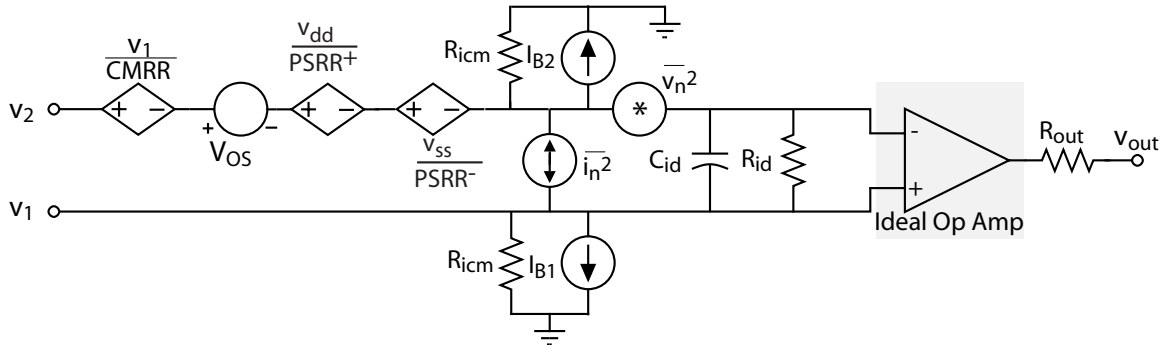 v1
CMRR
vdd
PSRR+
Ricm
IB2
vn2
v2
+ −
+ −
VOS
+ −
+ −
vss
PSRR-
in2
*
Cid
Rid
-
+
Ideal Op Amp
Rout
vout
v1
Ricm
IB1